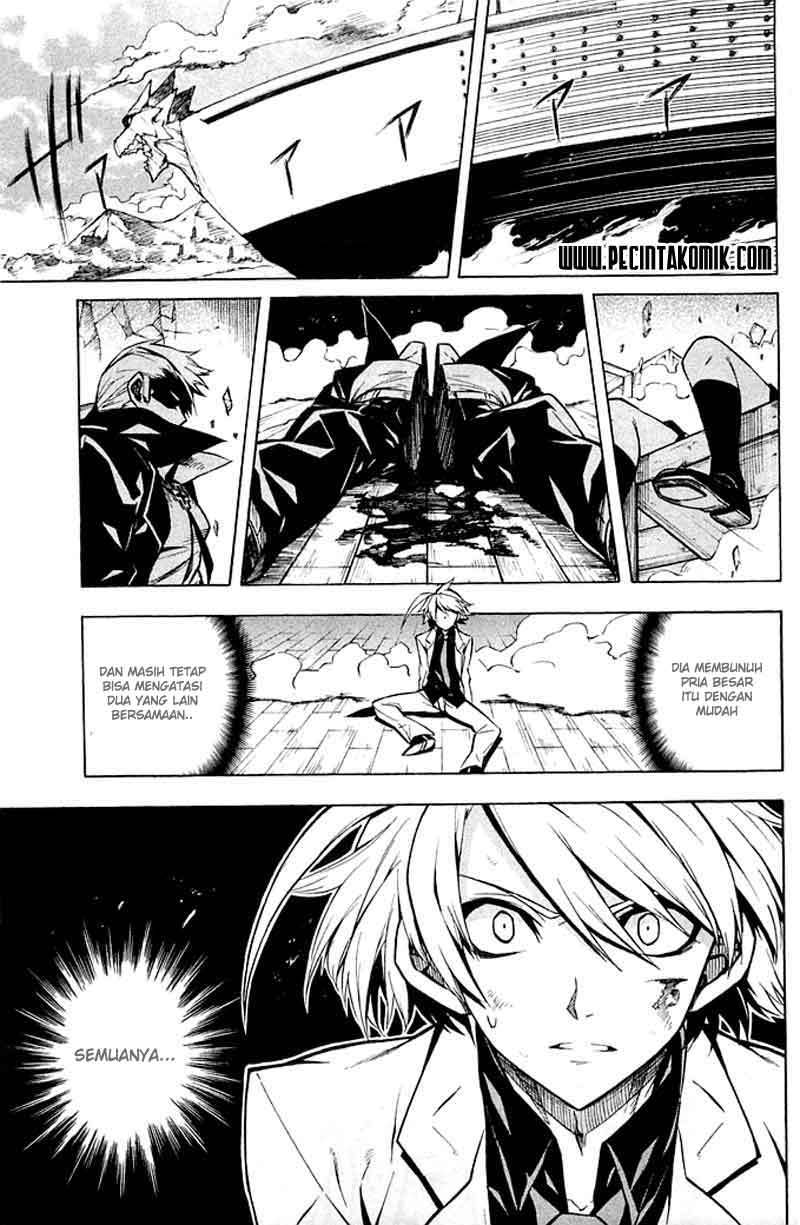 ザ
ア
ア
ア
ア
ア
WWW.PECINTAKOMIK.COM
DIA MEMBUNUH
PRIA BESAR
ITU DENGAN
MUDAH
DAN MASIH TETAP
BISA MENGATASI
DUA YANG LAIN
BERSAMAAN..
SEMUANYA...